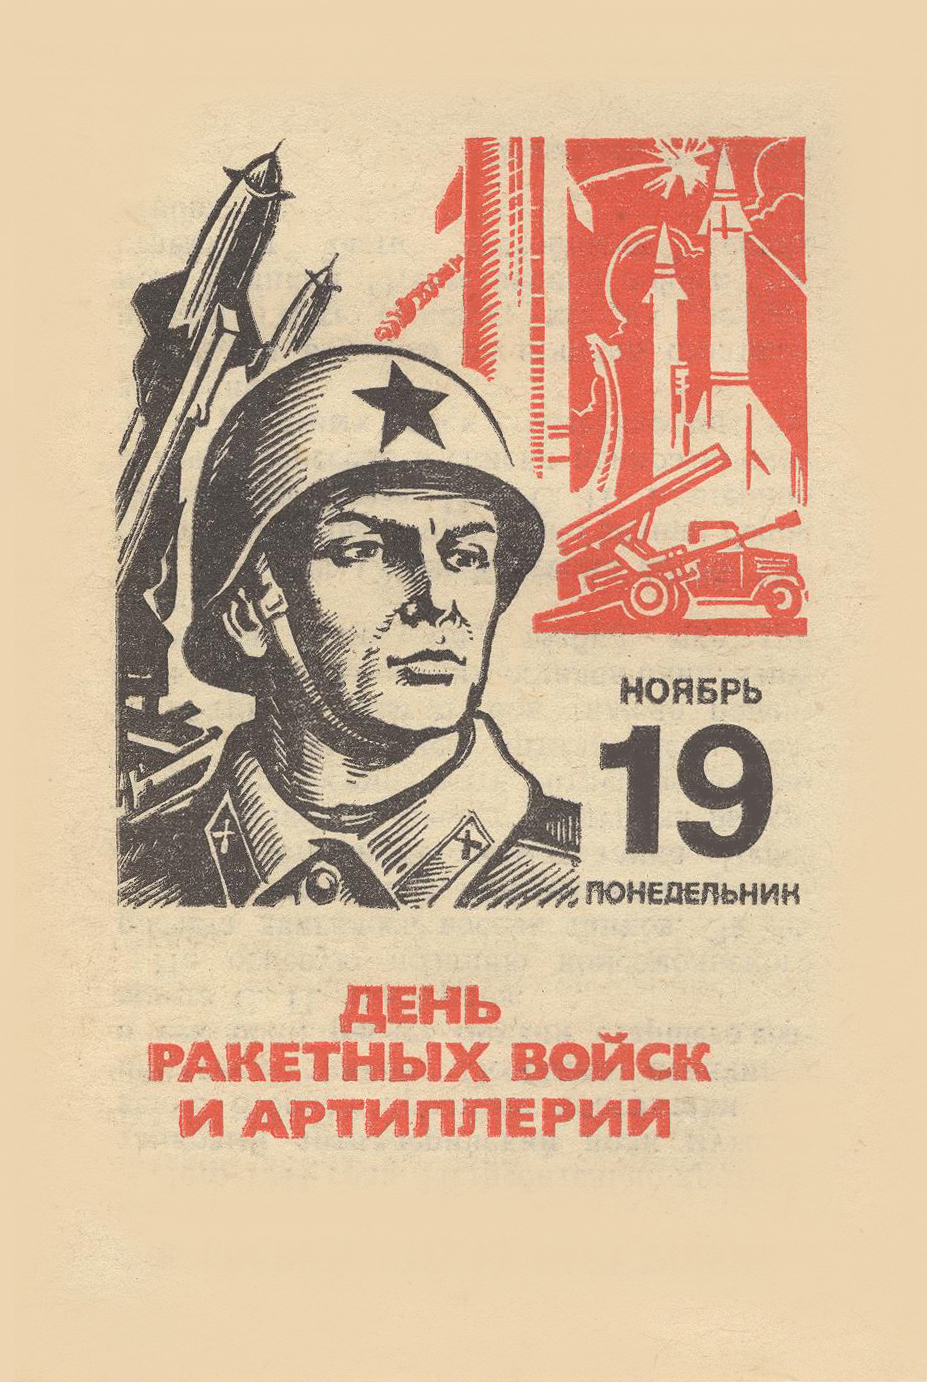 НОЯБРЬ
19
ПОНЕДЕЛЬНИК
ДЕНЬ
РАКЕТНЫХ ВОЙСК
И АРТИЛЛЕРИИ